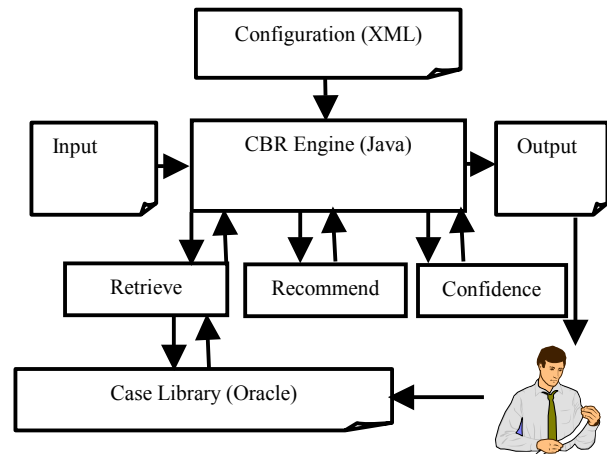 Configuration (XML)
Input
CBR Engine (Java)
Output
Retrieve
Recommend
Confidence
Case Library (Oracle)